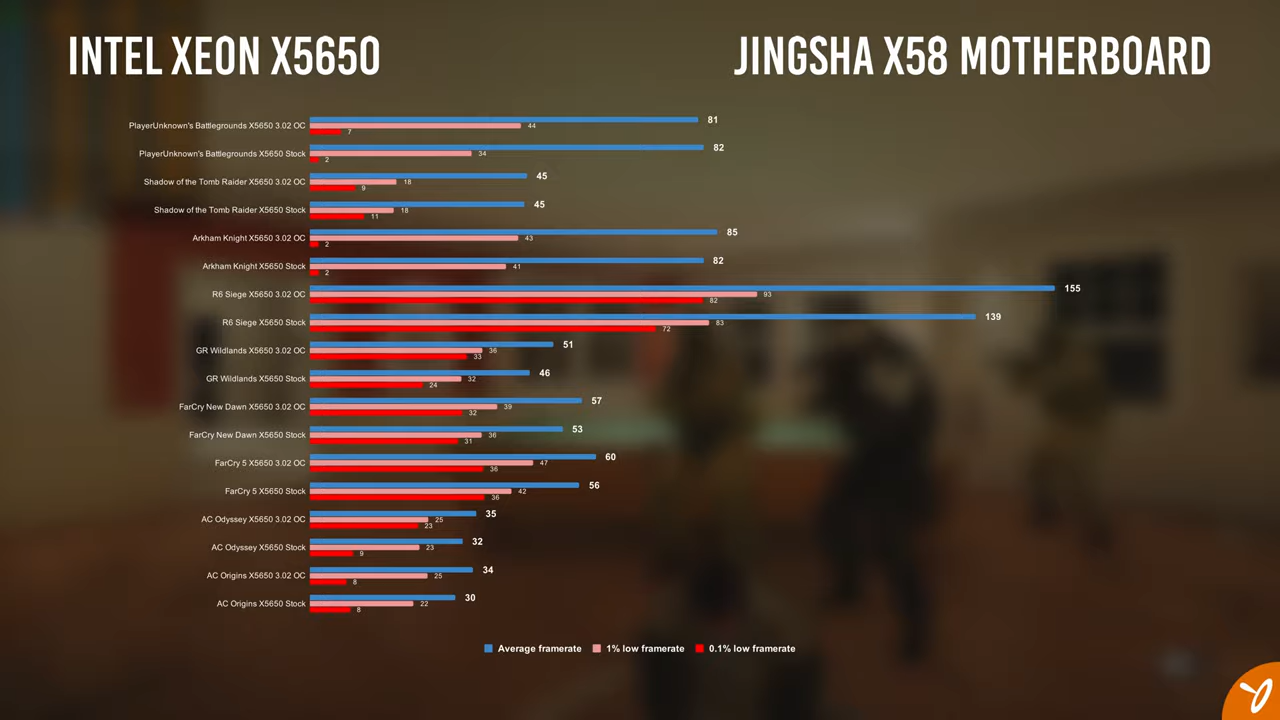 INTEL XEON X5650
JINGSHA X58 MOTHERBOARD
PlayerUnknown's Battlegrounds X5650 3.02 OC 81 44 7
PlayerUnknown's Battlegrounds X5650 Stock 82 34 2
Shadow of the Tomb Raider X5650 3.02 OC 45 18 9
Shadow of the Tomb Raider X5650 Stock 45 18 11
Arkham Knight X5650 3.02 OC 85 43 2
Arkham Knight X5650 Stock 82 41 2
R6 Siege X5650 3.02 OC 155 93 82
R6 Siege X5650 Stock 139 83 72
GR Wildlands X5650 3.02 OC 51 36 33
GR Wildlands X5650 Stock 46 32 24
FarCry New Dawn X5650 3.02 OC 57 39 32
FarCry New Dawn X5650 Stock 53 36 31
FarCry 5 X5650 3.02 OC 60 47 36
FarCry 5 X5650 Stock 56 42 36
AC Odyssey X5650 3.02 OC 35 25 23
AC Odyssey X5650 Stock 32 23 9
AC Origins X5650 3.02 OC 34 25 8
AC Origins X5650 Stock 30 22 8
Average framerate 1% low framerate 0.1% low framerate